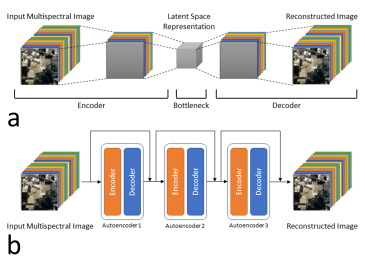 Input Multispectral Image
Latent Space
Representation
Reconstructed Image
Encoder
Bottleneck
Decoder
a
Encoder
Decoder
Encoder
Decoder
Encoder
Decoder
Input Multispectral Image
Autoencoder 1
Autoencoder 2
Autoencoder 3
Reconstructed Image
b